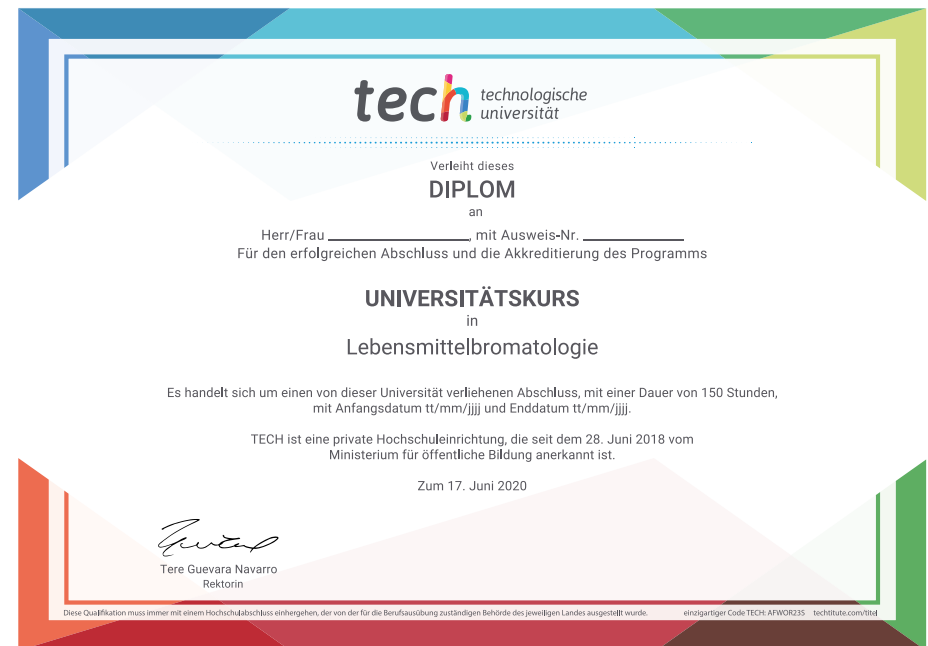 tech technologische
universität
Verleiht dieses
DIPLOM
an
Herr/Frau ____________________, mit Ausweis-Nr. ______________
Für den erfolgreichen Abschluss und die Akkreditierung des Programms
UNIVERSITÄTSKURS
in
Lebensmittelbromatologie
Es handelt sich um einen von dieser Universität verliehenen Abschluss, mit einer Dauer von 150 Stunden,
mit Anfangsdatum tt/mm/jjjj und Enddatum tt/mm/jjjj.
TECH ist eine private Hochschuleinrichtung, die seit dem 28. Juni 2018 vom
Ministerium für öffentliche Bildung anerkannt ist.
Zum 17. Juni 2020
Tere Guevara Navarro
Rektorin
Diese Qualifikation muss immer mit einem Hochschulabschluss einhergehen, der von der für die Berufsausübung zuständigen Behörde des jeweiligen Landes ausgestellt wurde. einzigartiger Code TECH: AFWOR23S techtitute.com/titel